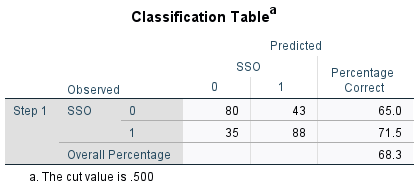 Classification Tableᵃ
Predicted
SSO Percentage Correct
Observed 0 1
Step 1 SSO 0 80 43 65.0
1 35 88 71.5
Overall Percentage 68.3
a. The cut value is .500